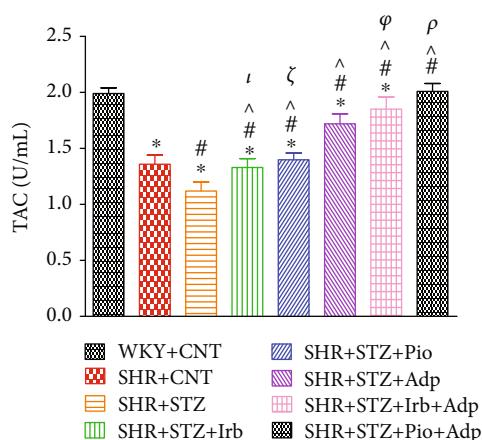 2.5
2.0
1.5
1.0
0.5
0.0
TAC (U/mL)
*
#
*
ι
^
#
*
ζ
^
#
*
^
#
*
φ
^
#
*
ρ
^
#
WKY+CNT
SHR+CNT
SHR+STZ
SHR+STZ+Irb
SHR+STZ+Pio
SHR+STZ+Adp
SHR+STZ+Irb+Adp
SHR+STZ+Pio+Adp